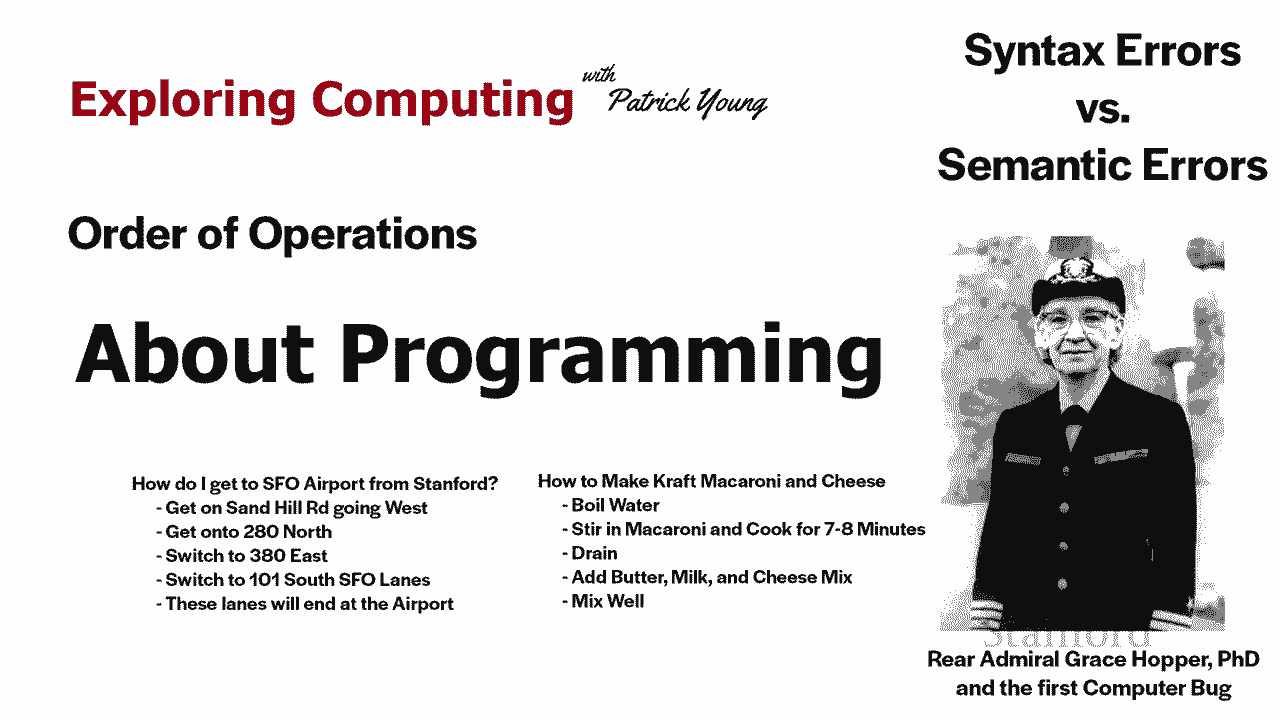 Exploring Computing with Patrick Young
Order of Operations
About Programming
How do I get to SFO Airport from Stanford?
- Get on Sand Hill Rd going West
- Get onto 280 North
- Switch to 380 East
- Switch to 101 South SFO Lanes
- These lanes will end at the Airport
How to Make Kraft Macaroni and Cheese
- Boil Water
- Stir in Macaroni and Cook for 7-8 Minutes
- Drain
- Add Butter, Milk, and Cheese Mix
- Mix Well
Syntax Errors
vs.
Semantic Errors
Stanford
Rear Admiral Grace Hopper, PhD
and the first Computer Bug